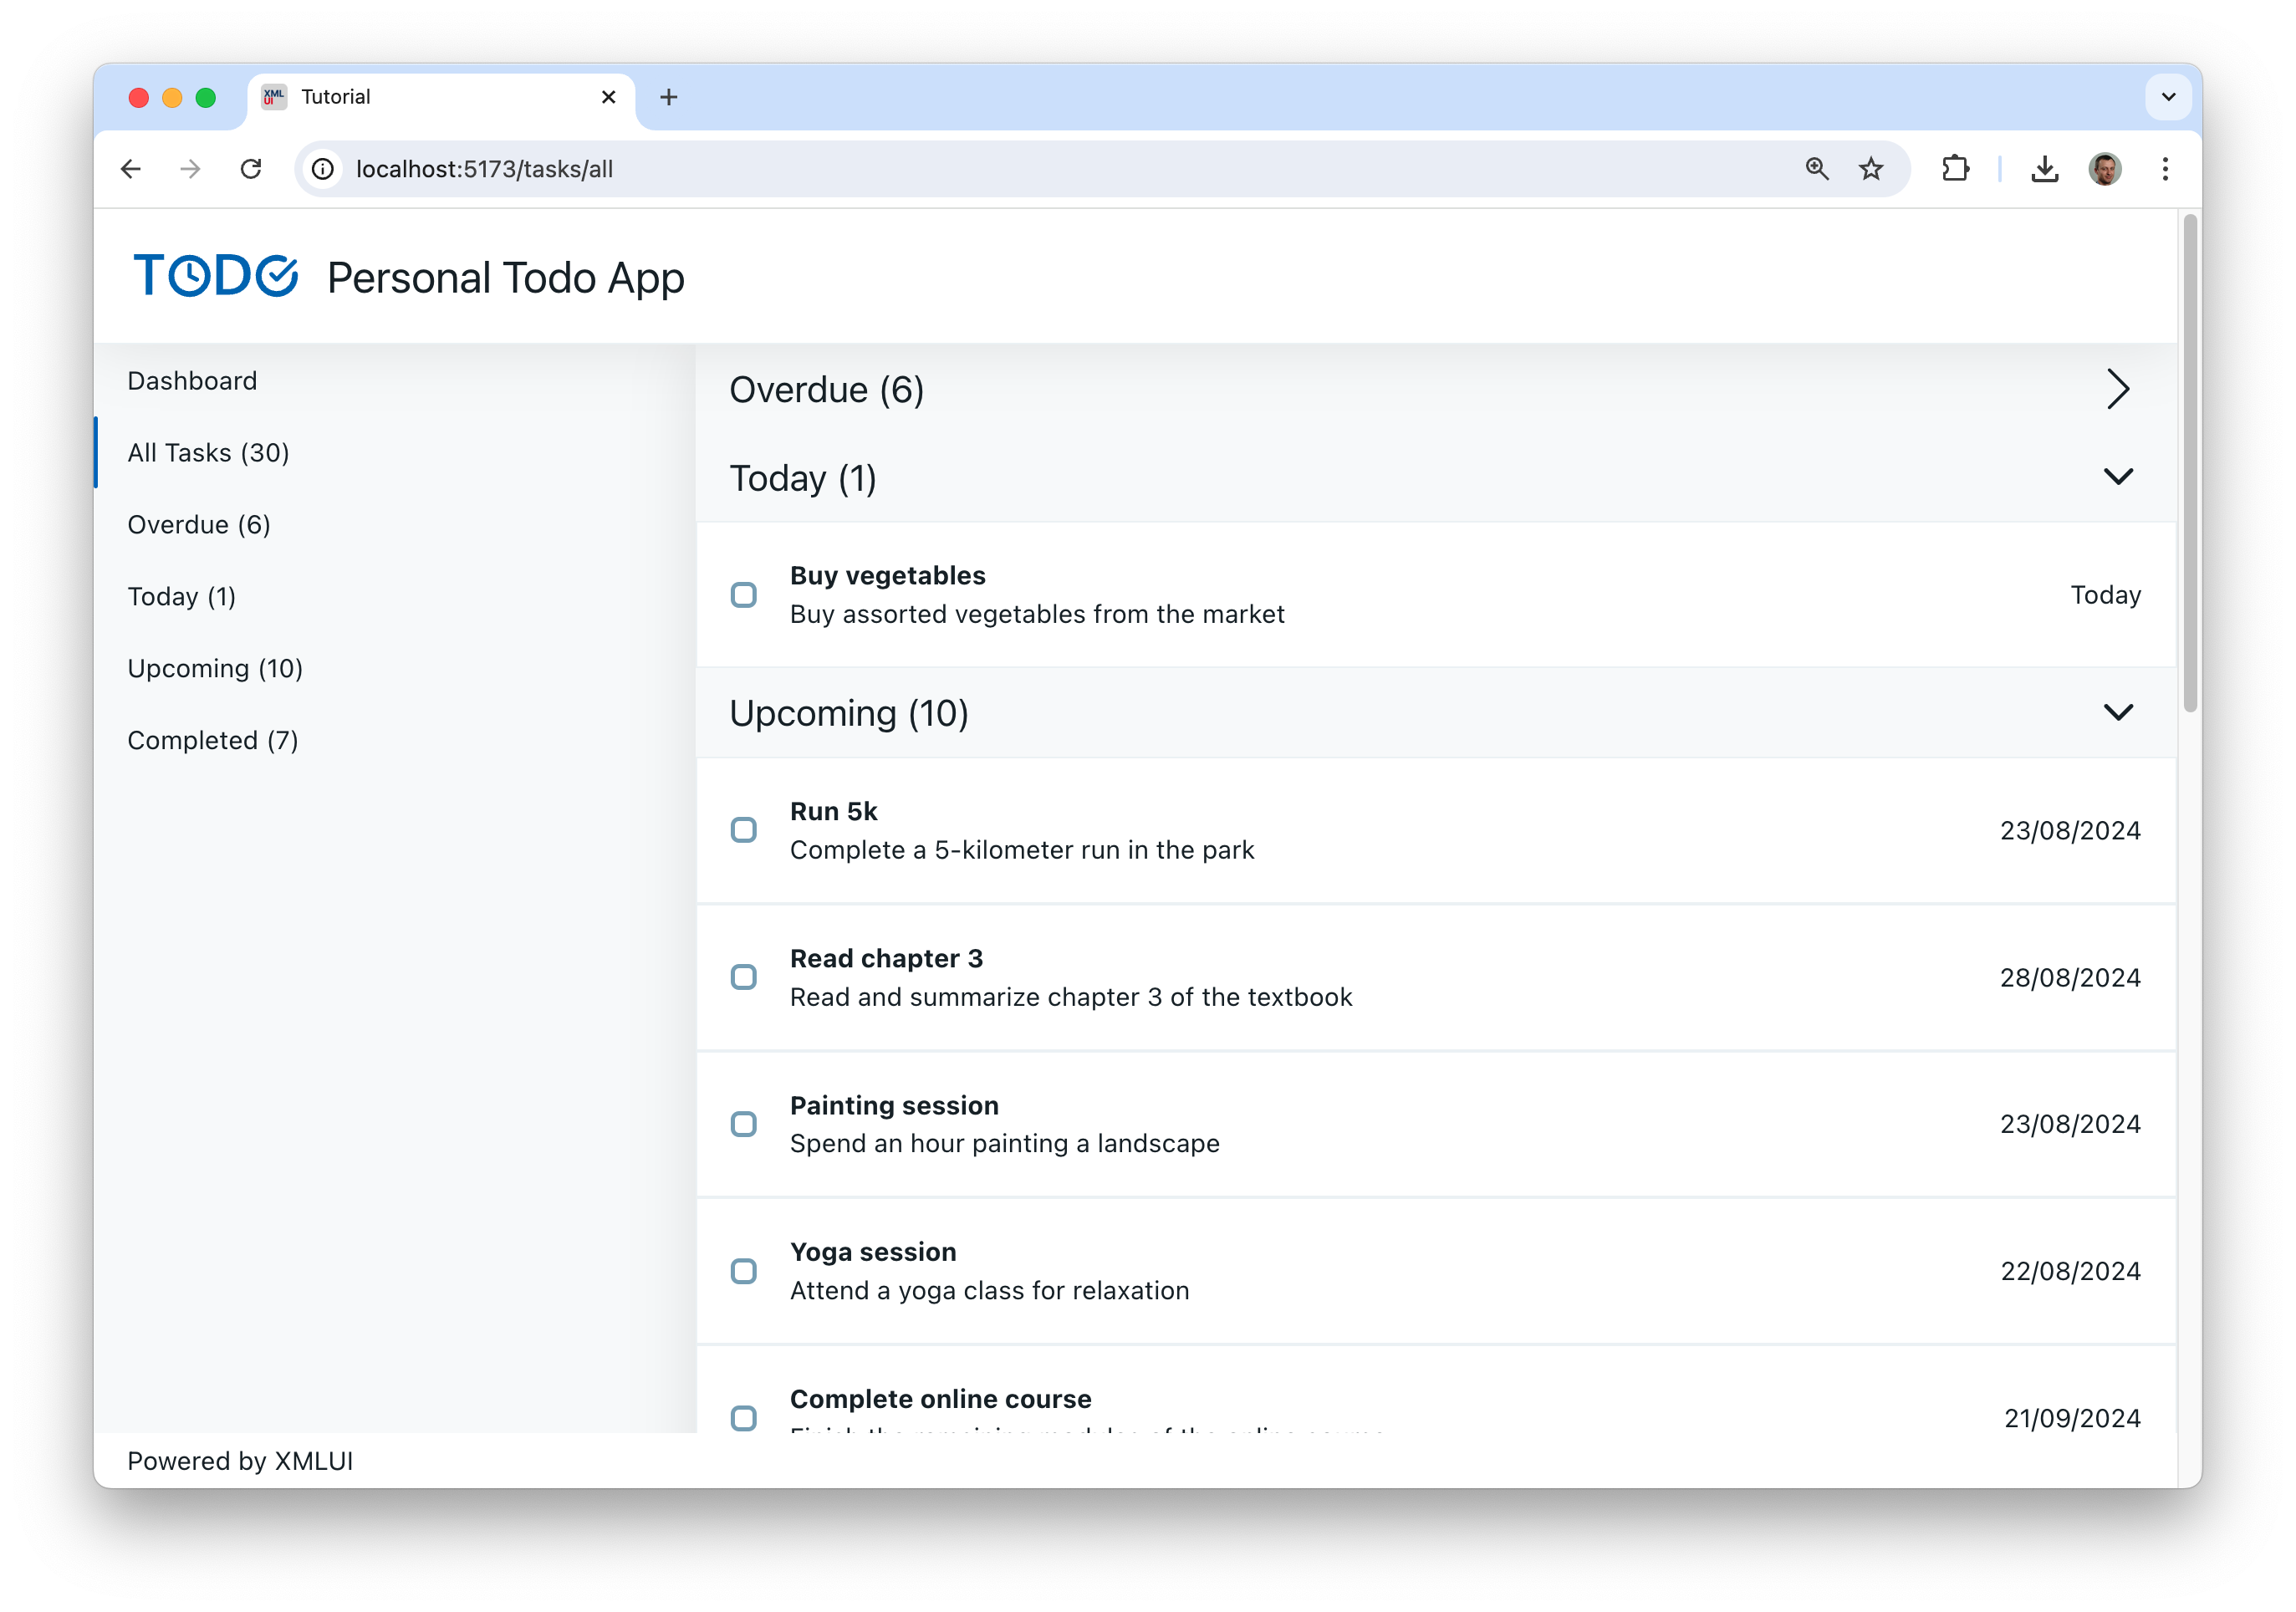 XML
UI
Tutorial
localhost:5173/tasks/all
TODO
Personal Todo App
Dashboard
All Tasks (30)
Overdue (6)
Today (1)
Upcoming (10)
Completed (7)
Overdue (6)
Today (1)
Buy vegetables
Buy assorted vegetables from the market
Today
Upcoming (10)
Run 5k
Complete a 5-kilometer run in the park
23/08/2024
Read chapter 3
Read and summarize chapter 3 of the textbook
28/08/2024
Painting session
Spend an hour painting a landscape
23/08/2024
Yoga session
Attend a yoga class for relaxation
22/08/2024
Complete online course
21/09/2024
Powered by XMLUI